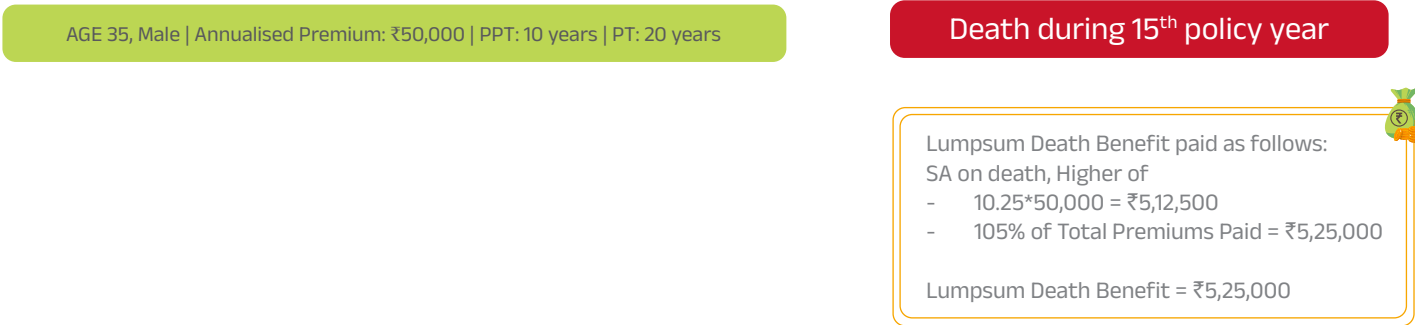 AGE 35, Male | Annualised Premium: ₹50,000 | PPT: 10 years | PT: 20 years
Death during 15th policy year
₹
Lumpsum Death Benefit paid as follows:
SA on death, Higher of
- 10.25*50,000 = ₹5,12,500
- 105% of Total Premiums Paid = ₹5,25,000
Lumpsum Death Benefit = ₹5,25,000